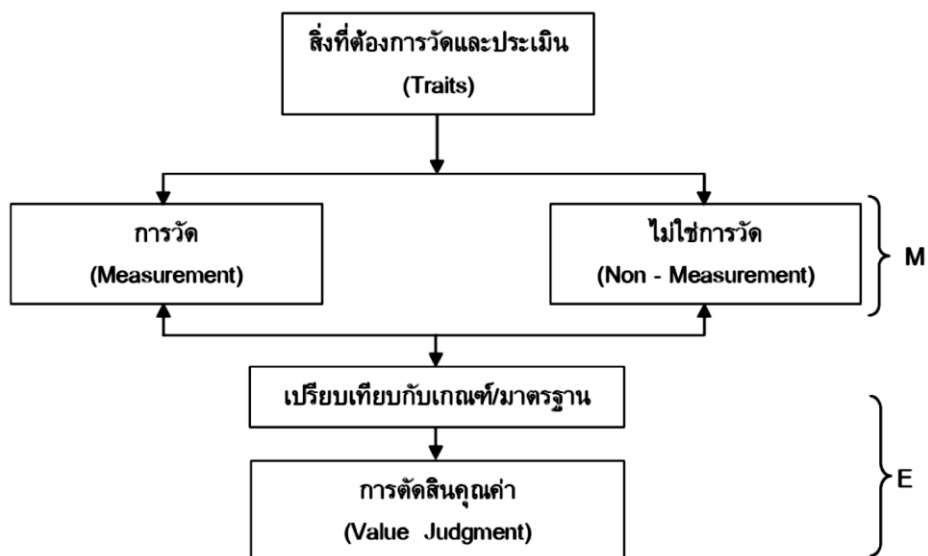 สิ่งที่ต้องการวัดและประเมิน
(Traits)
การวัด
(Measurement)
ไม่ใช่การวัด
(Non - Measurement)
M
เปรียบเทียบกับเกณฑ์/มาตรฐาน
การตัดสินคุณค่า
(Value Judgment)
E